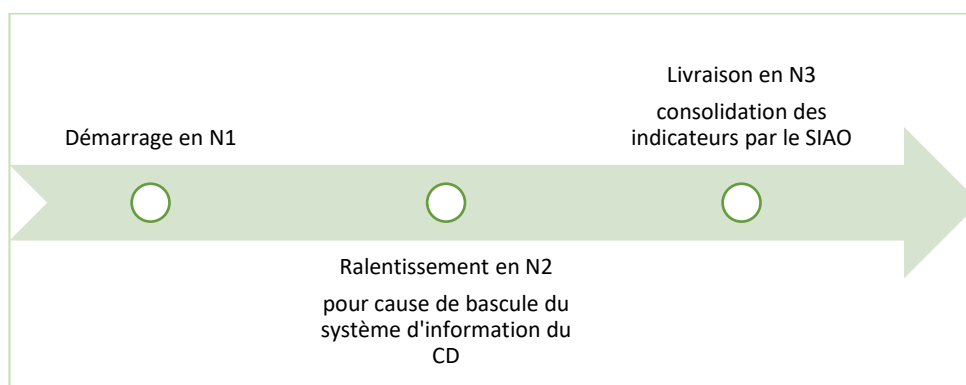 Démarrage en N1
Ralentissement en N2
pour cause de bascule du
système d'information du
CD
Livraison en N3
consolidation des
indicateurs par le SIAO